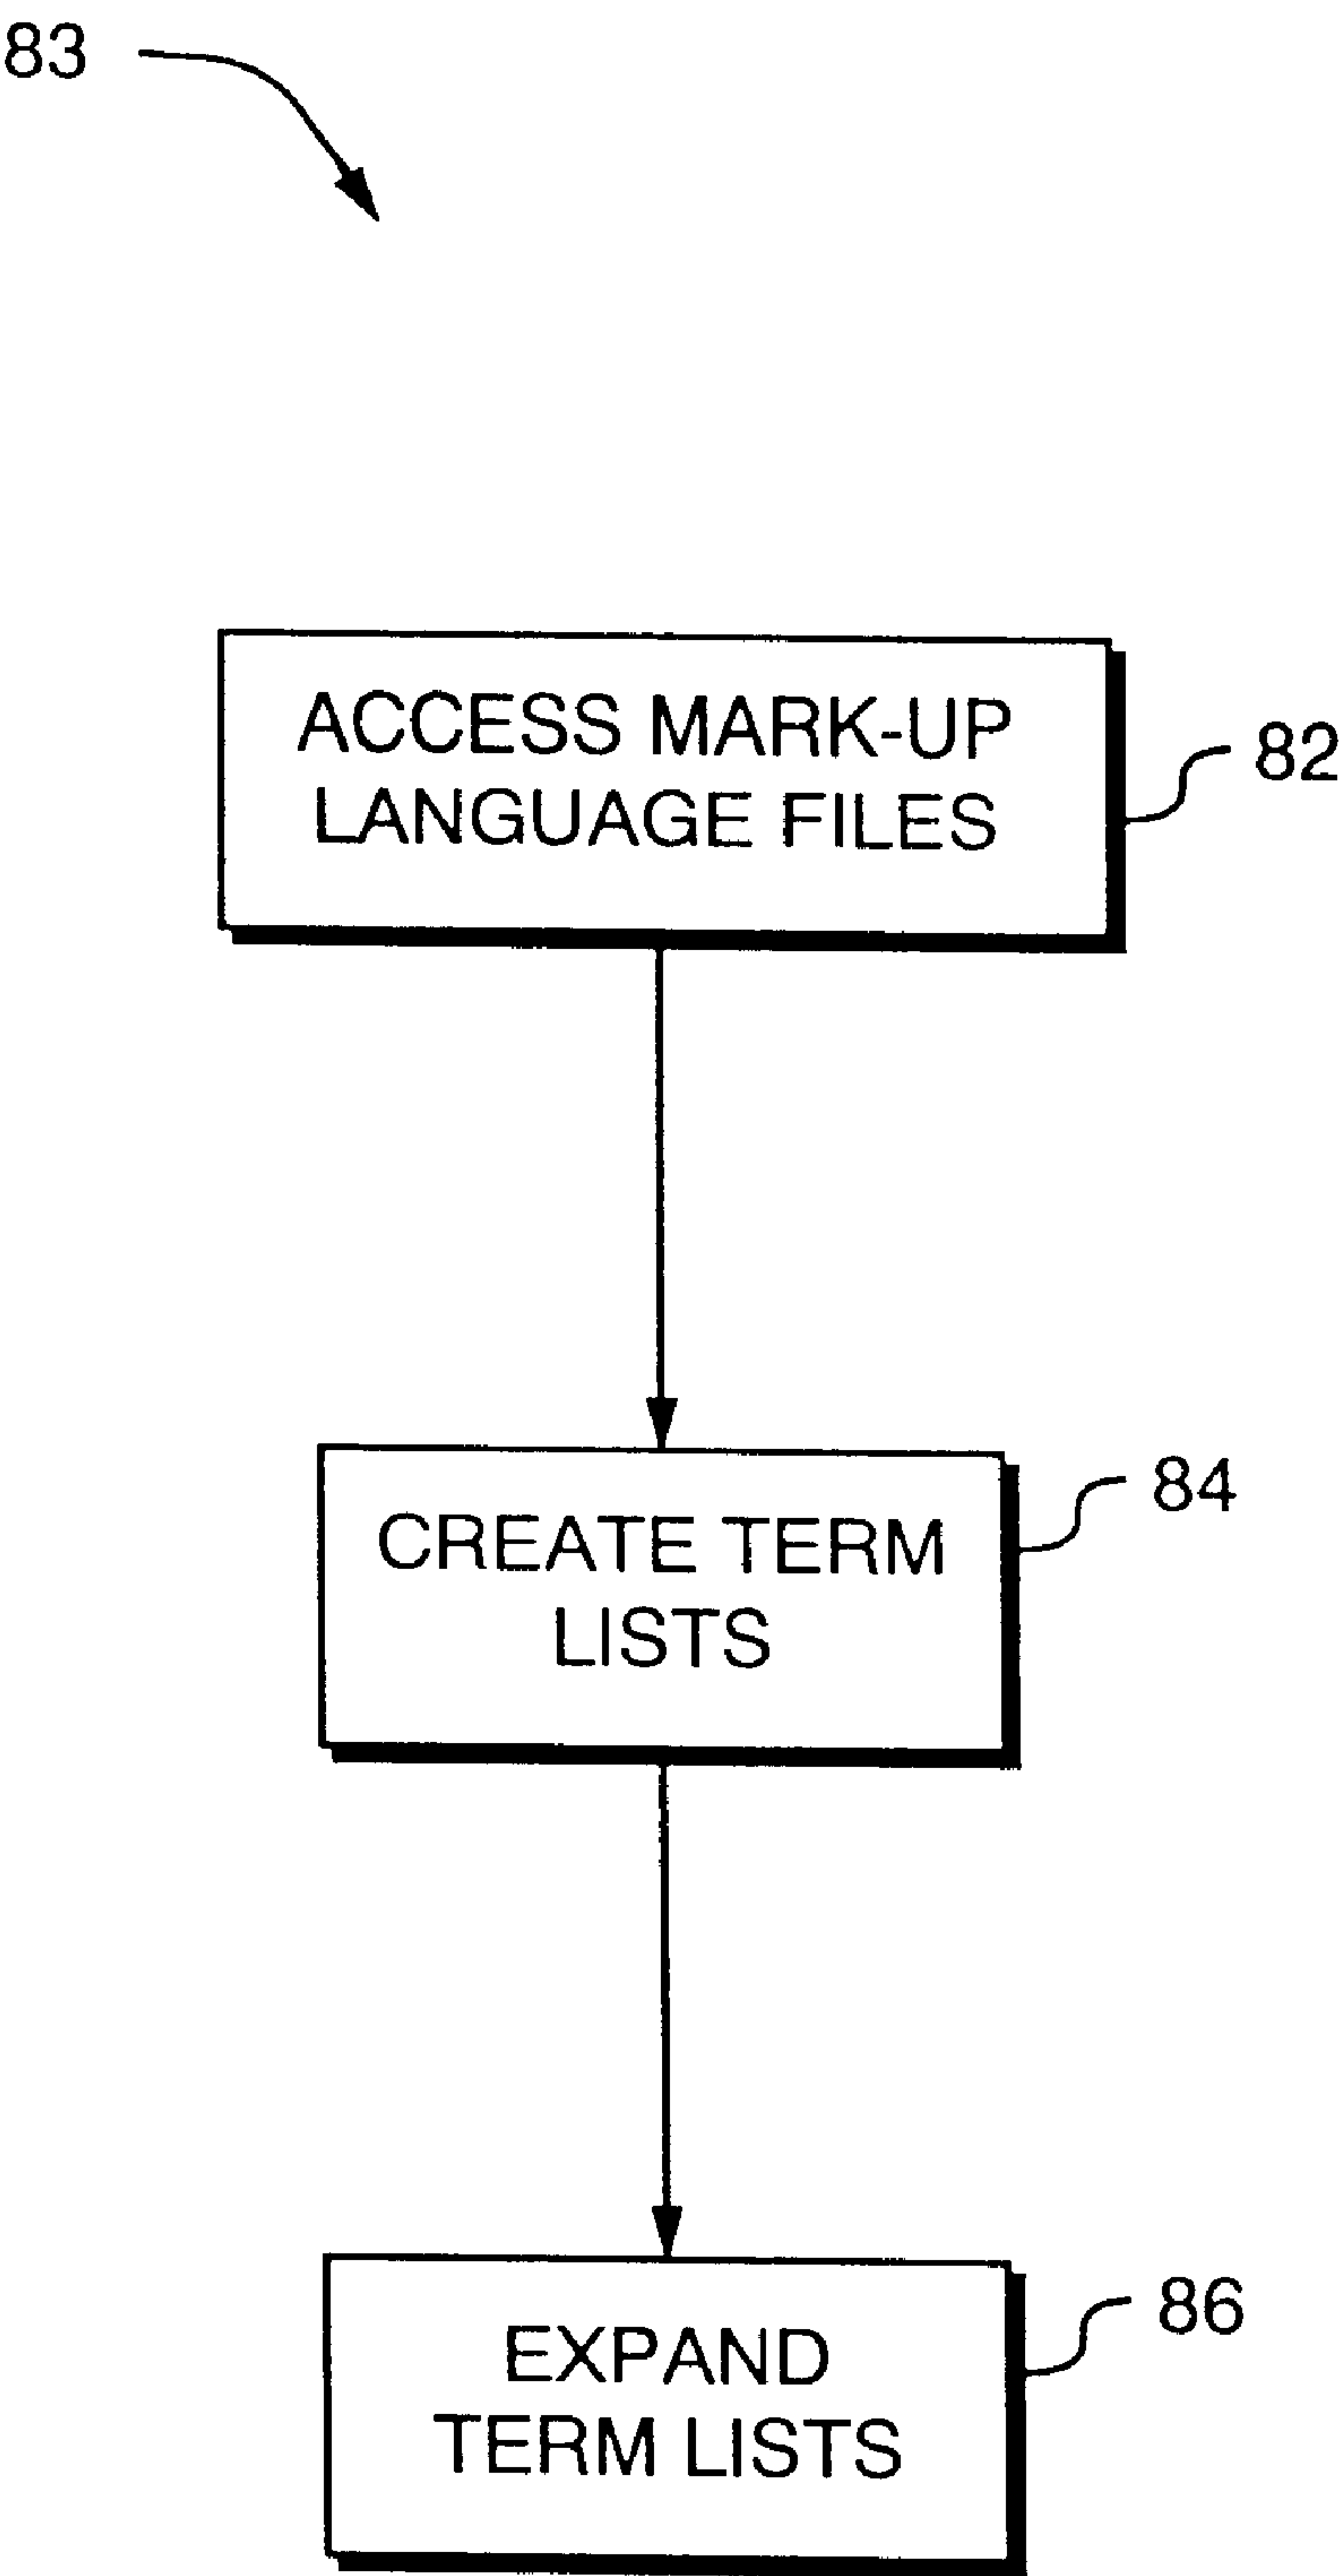 83
ACCESS MARK-UP
LANGUAGE FILES
82
CREATE TERM
LISTS
84
EXPAND
TERM LISTS
86